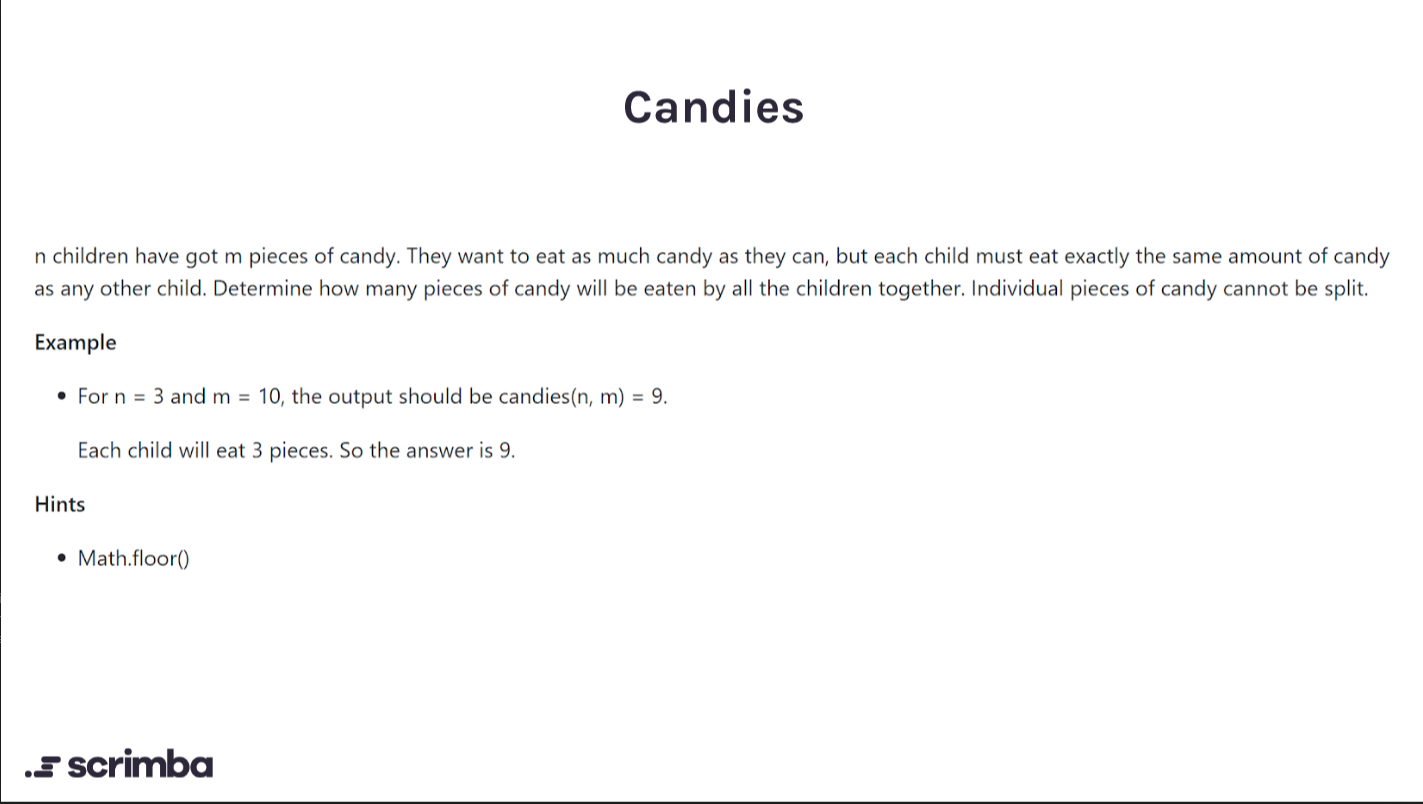 Candies
n children have got m pieces of candy. They want to eat as much candy as they can, but each child must eat exactly the same amount of candy
as any other child. Determine how many pieces of candy will be eaten by all the children together. Individual pieces of candy cannot be split.
Example
• For n = 3 and m = 10, the output should be candies(n, m) = 9.
Each child will eat 3 pieces. So the answer is 9.
Hints
• Math.floor()
scrimba